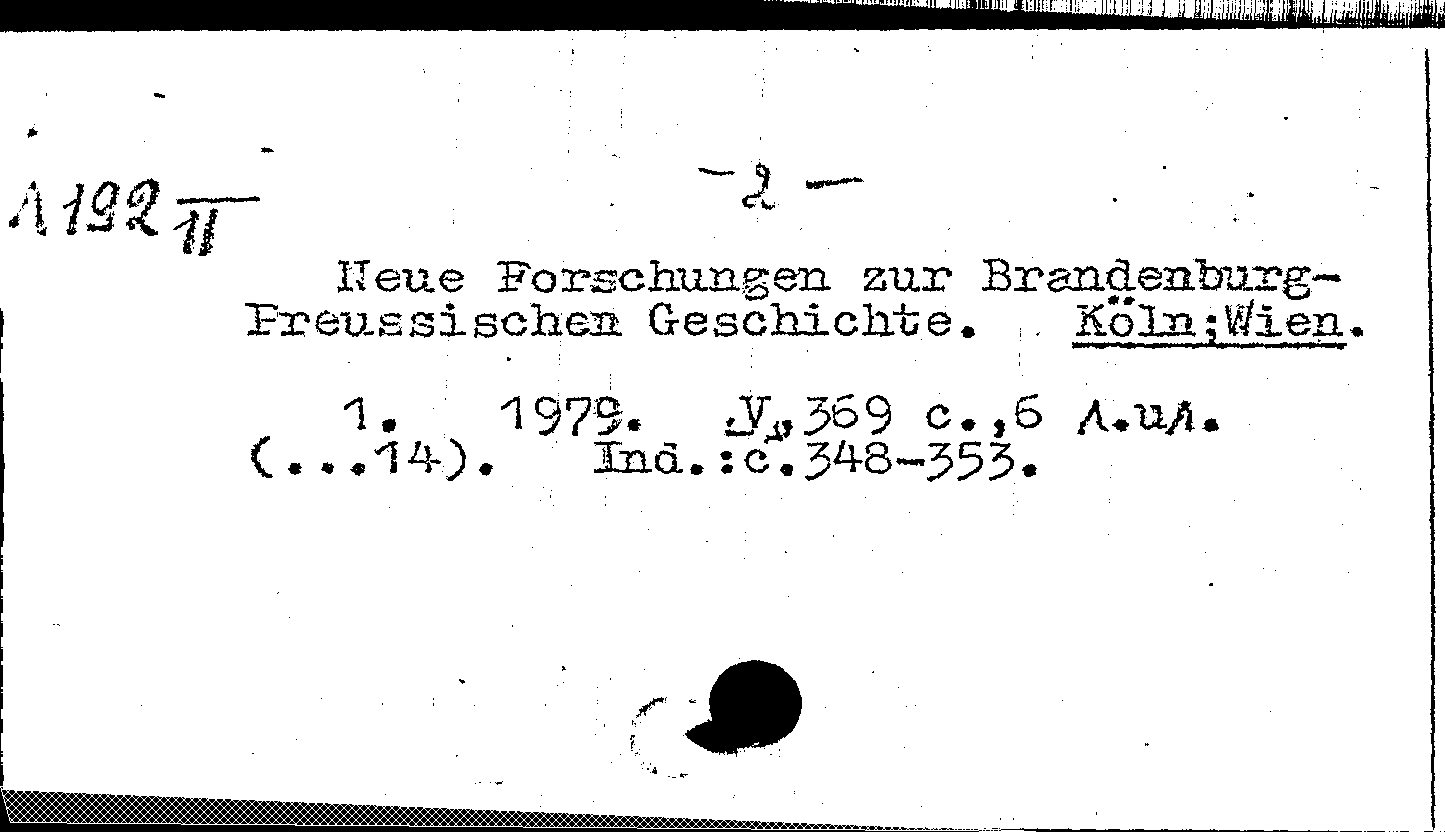 – 2 –
Λ 192 / II
Neue Forschungen zur Brandenburg-
Preussischen Geschichte. Köln;Wien.
1. 1979. V,369 с.,6 л.ил.
(...14). Ind.:с.348-353.